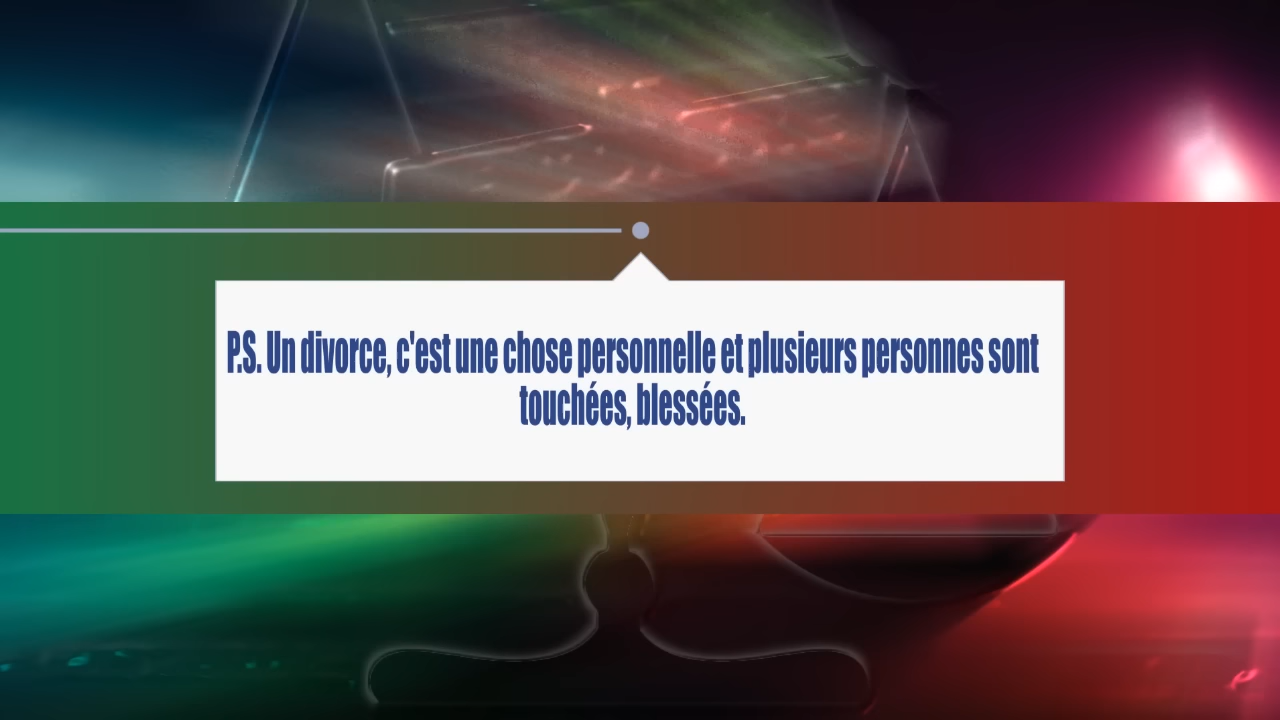 P.S. Un divorce, c'est une chose personnelle et plusieurs personnes sont
touchées, blessées.